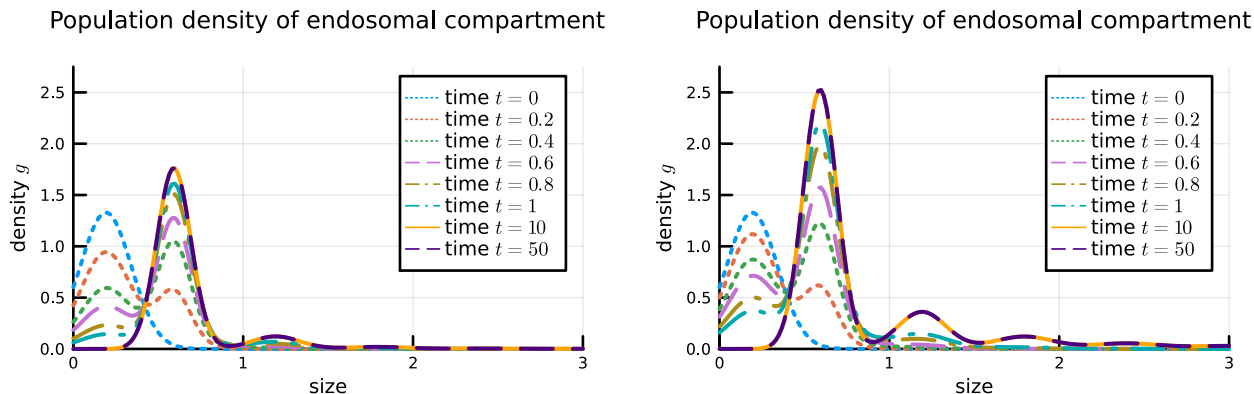 Population density of endosomal compartment
2.5
2.0
1.5
1.0
0.5
0.0
density g
0
1
2
3
size
time t = 0
time t = 0.2
time t = 0.4
time t = 0.6
time t = 0.8
time t = 1
time t = 10
time t = 50
Population density of endosomal compartment
2.5
2.0
1.5
1.0
0.5
0.0
density g
0
1
2
3
size
time t = 0
time t = 0.2
time t = 0.4
time t = 0.6
time t = 0.8
time t = 1
time t = 10
time t = 50